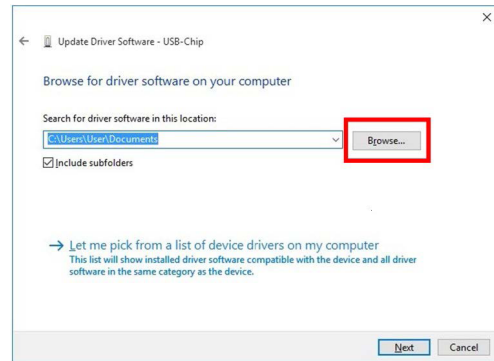 Update Driver Software - USB-Chip
Browse for driver software on your computer
Search for driver software in this location:
C:\Users\User\Documents
Browse...
Include subfolders
Let me pick from a list of device drivers on my computer
This list will show installed driver software compatible with the device and all driver
software in the same category as the device.
Next Cancel